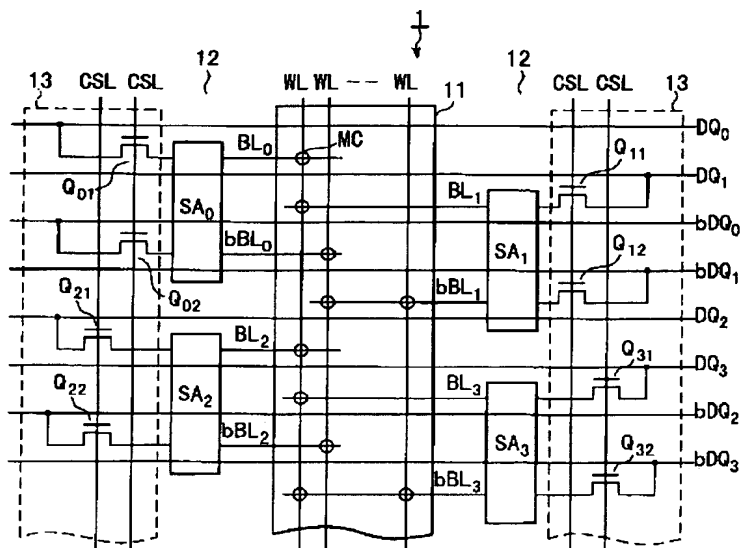 1
13 CSL CSL 12 WL WL --- WL 11 12 CSL CSL 13
DQ0
BL0 MC
Q11
DQ1
Q01 SA0 BL1
bDQ0
bBL0 SA1 Q12
bDQ1
Q21 Q02 bBL1
DQ2
BL2 Q31
DQ3
Q22 SA2 BL3
bDQ2
bBL2 SA3 Q32
bDQ3
bBL3